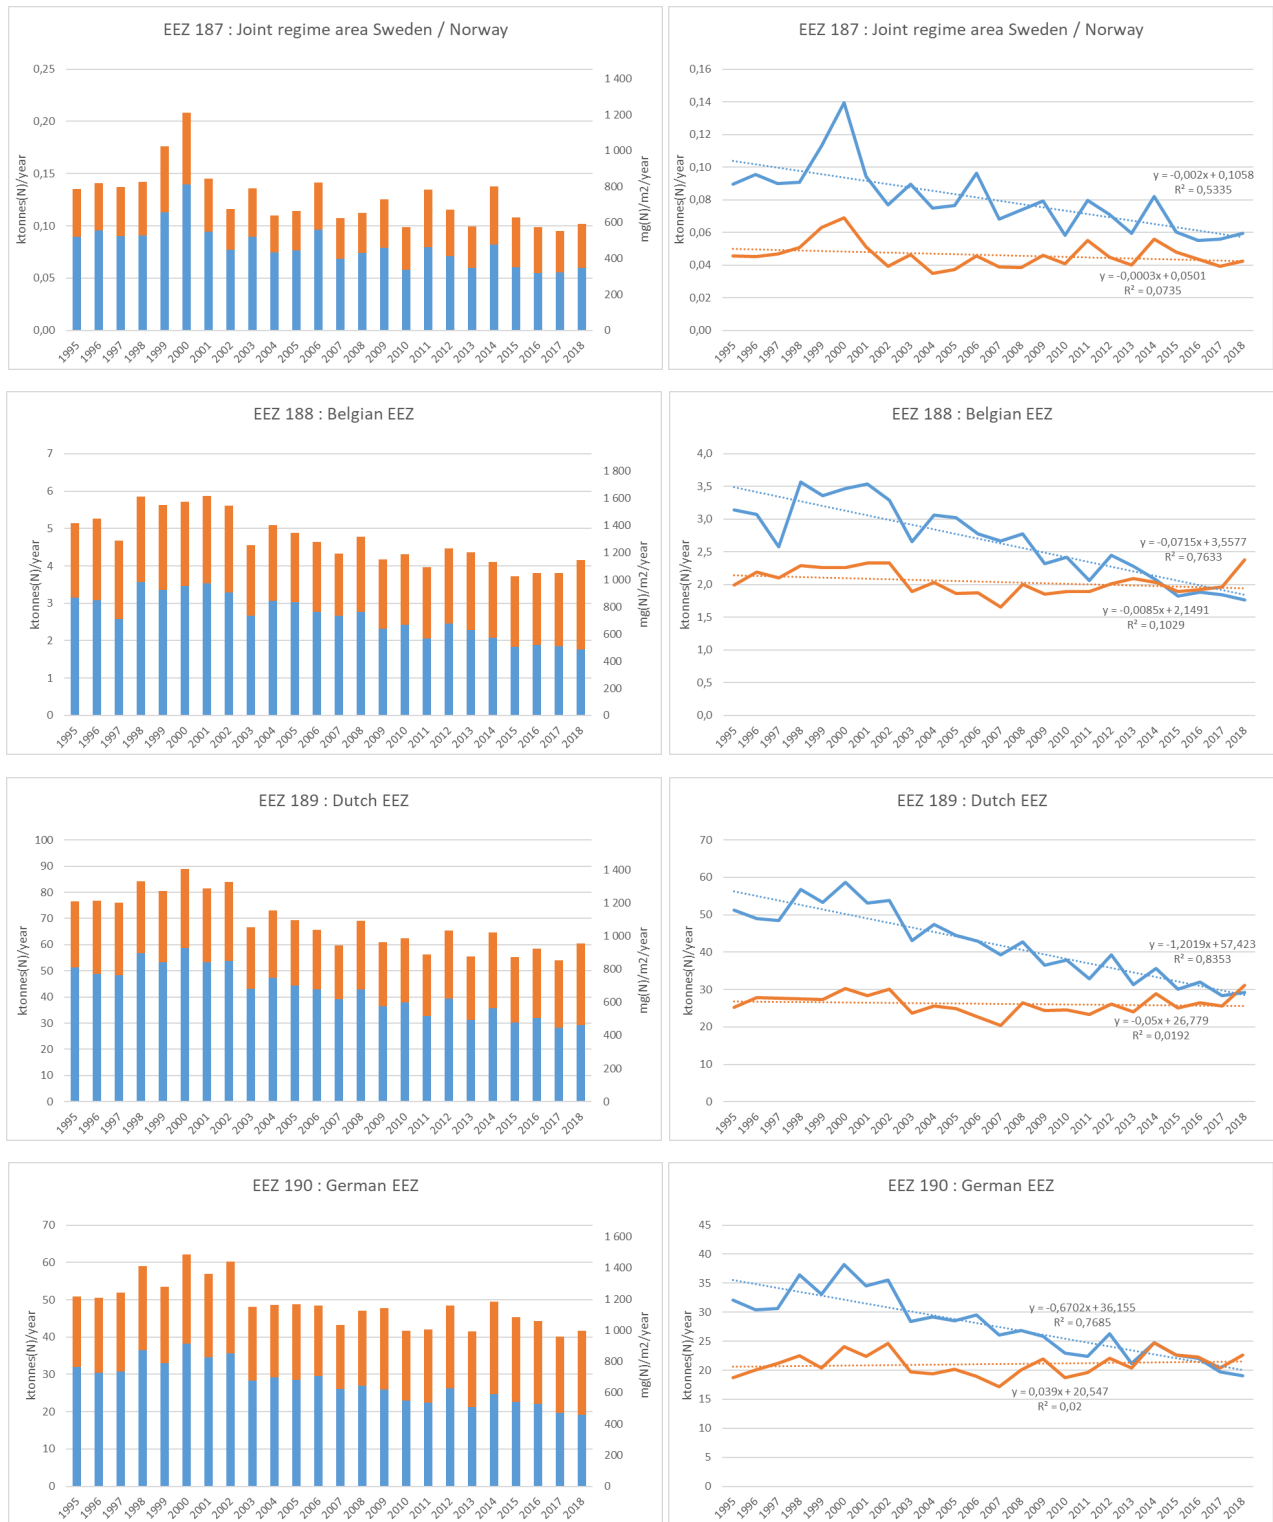 EEZ 187 : Joint regime area Sweden / Norway
ktonnes(N)/year
0,25
0,20
0,15
0,10
0,05
0,00
1 400
1 200
1 000
800
600
400
200
0
mg(N)/m2/year
1995 1996 1997 1998 1999 2000 2001 2002 2003 2004 2005 2006 2007 2008 2009 2010 2011 2012 2013 2014 2015 2016 2017 2018
EEZ 187 : Joint regime area Sweden / Norway
ktonnes(N)/year
0,16
0,14
0,12
0,10
0,08
0,06
0,04
0,02
0,00
y = -0,002x + 0,1058
R² = 0,5335
y = -0,0003x + 0,0501
R² = 0,0735
1995 1996 1997 1998 1999 2000 2001 2002 2003 2004 2005 2006 2007 2008 2009 2010 2011 2012 2013 2014 2015 2016 2017 2018
EEZ 188 : Belgian EEZ
ktonnes(N)/year
7
6
5
4
3
2
1
0
1 800
1 600
1 400
1 200
1 000
800
600
400
200
0
mg(N)/m2/year
1995 1996 1997 1998 1999 2000 2001 2002 2003 2004 2005 2006 2007 2008 2009 2010 2011 2012 2013 2014 2015 2016 2017 2018
EEZ 188 : Belgian EEZ
ktonnes(N)/year
4,0
3,5
3,0
2,5
2,0
1,5
1,0
0,5
0,0
y = -0,0715x + 3,5577
R² = 0,7633
y = -0,0085x + 2,1491
R² = 0,1029
1995 1996 1997 1998 1999 2000 2001 2002 2003 2004 2005 2006 2007 2008 2009 2010 2011 2012 2013 2014 2015 2016 2017 2018
EEZ 189 : Dutch EEZ
ktonnes(N)/year
100
90
80
70
60
50
40
30
20
10
0
1 400
1 200
1 000
800
600
400
200
0
mg(N)/m2/year
1995 1996 1997 1998 1999 2000 2001 2002 2003 2004 2005 2006 2007 2008 2009 2010 2011 2012 2013 2014 2015 2016 2017 2018
EEZ 189 : Dutch EEZ
ktonnes(N)/year
70
60
50
40
30
20
10
0
y = -1,2019x + 57,423
R² = 0,8353
y = -0,05x + 26,779
R² = 0,0192
1995 1996 1997 1998 1999 2000 2001 2002 2003 2004 2005 2006 2007 2008 2009 2010 2011 2012 2013 2014 2015 2016 2017 2018
EEZ 190 : German EEZ
ktonnes(N)/year
70
60
50
40
30
20
10
0
1 600
1 400
1 200
1 000
800
600
400
200
0
mg(N)/m2/year
1995 1996 1997 1998 1999 2000 2001 2002 2003 2004 2005 2006 2007 2008 2009 2010 2011 2012 2013 2014 2015 2016 2017 2018
EEZ 190 : German EEZ
ktonnes(N)/year
45
40
35
30
25
20
15
10
5
0
y = -0,6702x + 36,155
R² = 0,7685
y = 0,039x + 20,547
R² = 0,02
1995 1996 1997 1998 1999 2000 2001 2002 2003 2004 2005 2006 2007 2008 2009 2010 2011 2012 2013 2014 2015 2016 2017 2018